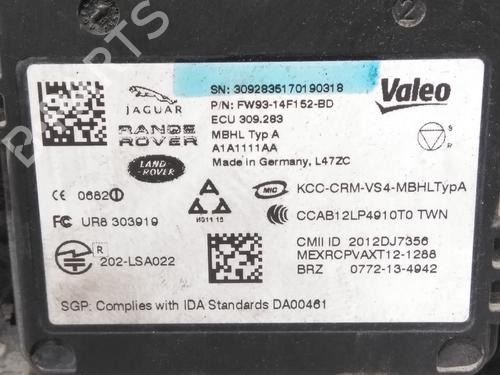 PARTS
JAGUAR
SN: 3092835170190318
P/N: FW93-14F152-BD
ECU 309.283
Valeo
RANGE ROVER
MBHL Typ A
A1A1111AA
Made in Germany, L47ZC
S
R
LAND-ROVER
CE 0682
MIC
KCC-CRM-VS4-MBHLTypA
FC UR8 303919
CCAB12LP4910T0 TWN
R
202-LSA022
CMII ID 2012DJ7356
MEXRCPVAXT12-1288
BRZ 0772-13-4942
SGP: Complies with IDA Standards DA00461